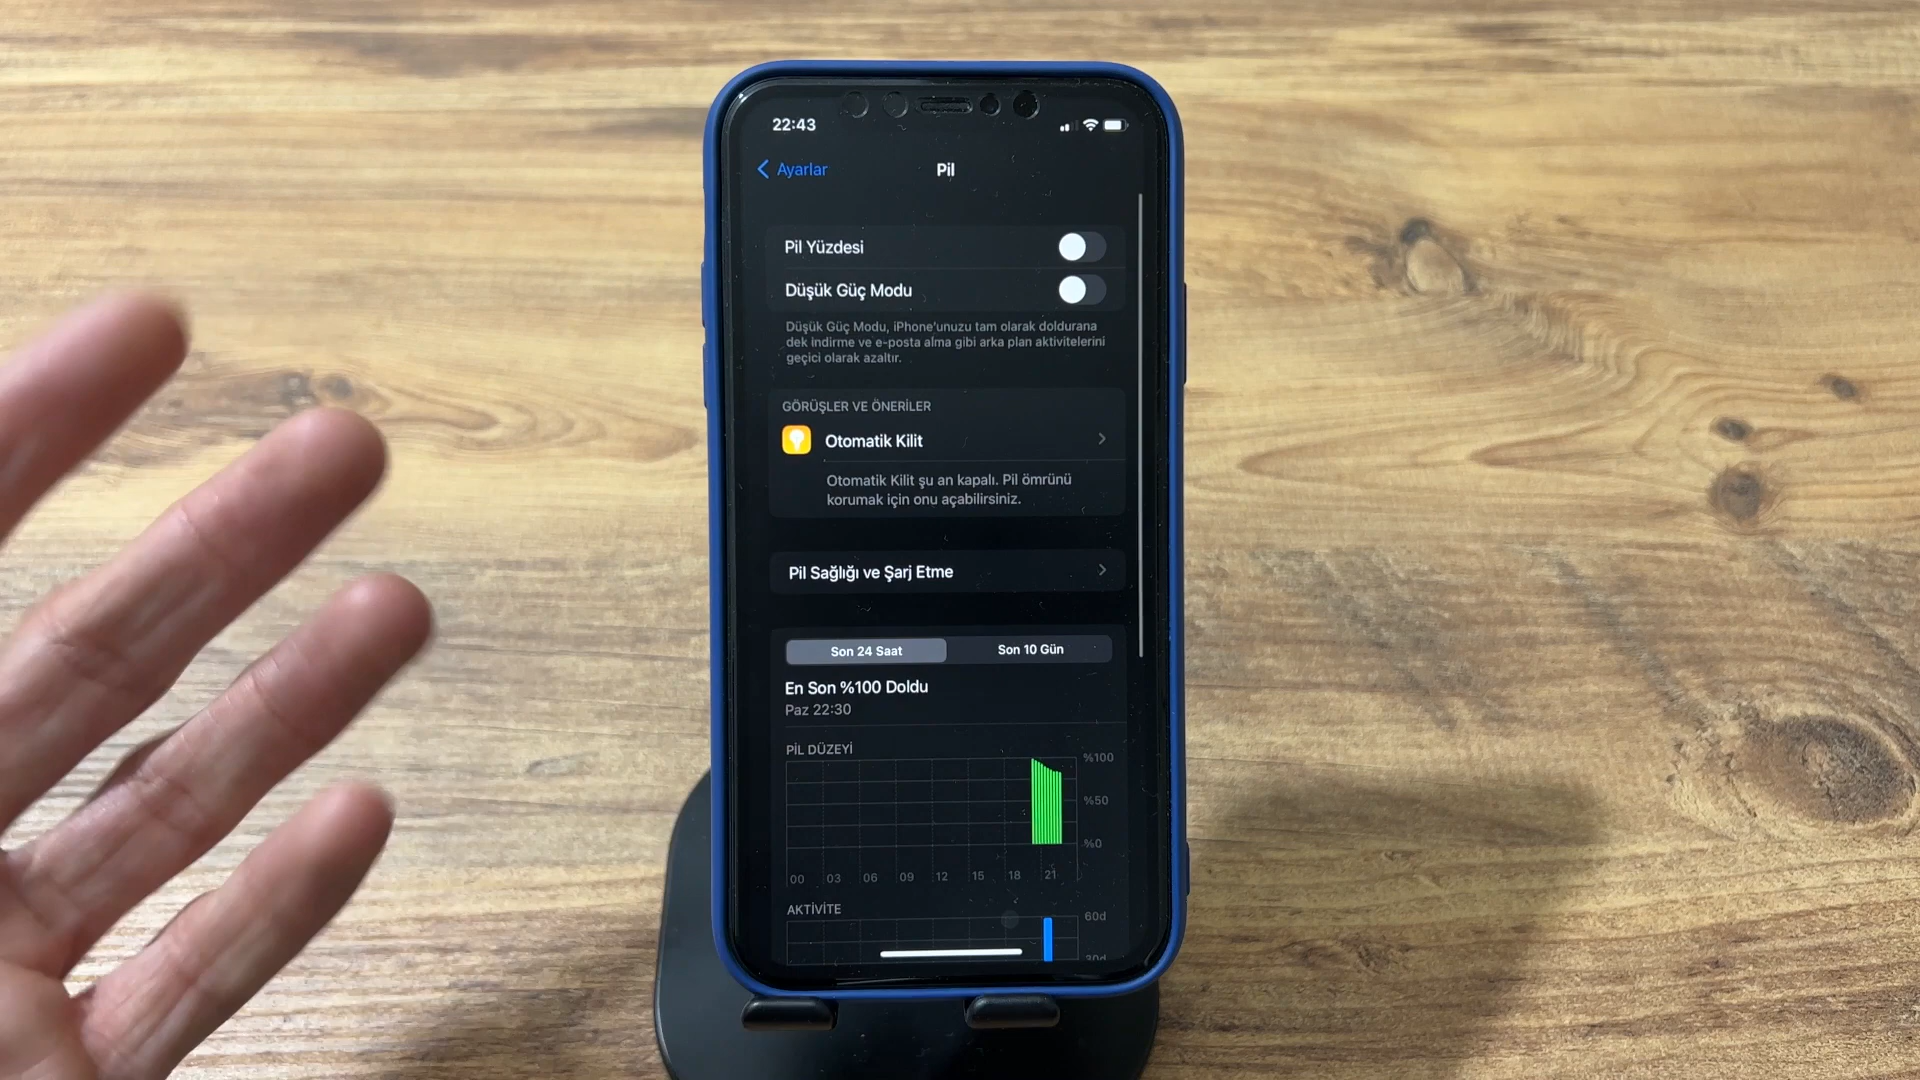 22:43
Ayarlar
Pil
Pil Yüzdesi
Düşük Güç Modu
Düşük Güç Modu, iPhone'unuzu tam olarak doldurana
dek indirme ve e-posta alma gibi arka plan aktivitelerini
geçici olarak azaltır.
GÖRÜŞLER VE ÖNERİLER
Otomatik Kilit
Otomatik Kilit şu an kapalı. Pil ömrünü
korumak için onu açabilirsiniz.
Pil Sağlığı ve Şarj Etme
Son 24 Saat
Son 10 Gün
En Son %100 Doldu
Paz 22:30
PİL DÜZEYİ
%100
%50
%0
00 03 06 09 12 15 18 21
AKTİVİTE
60d
30d